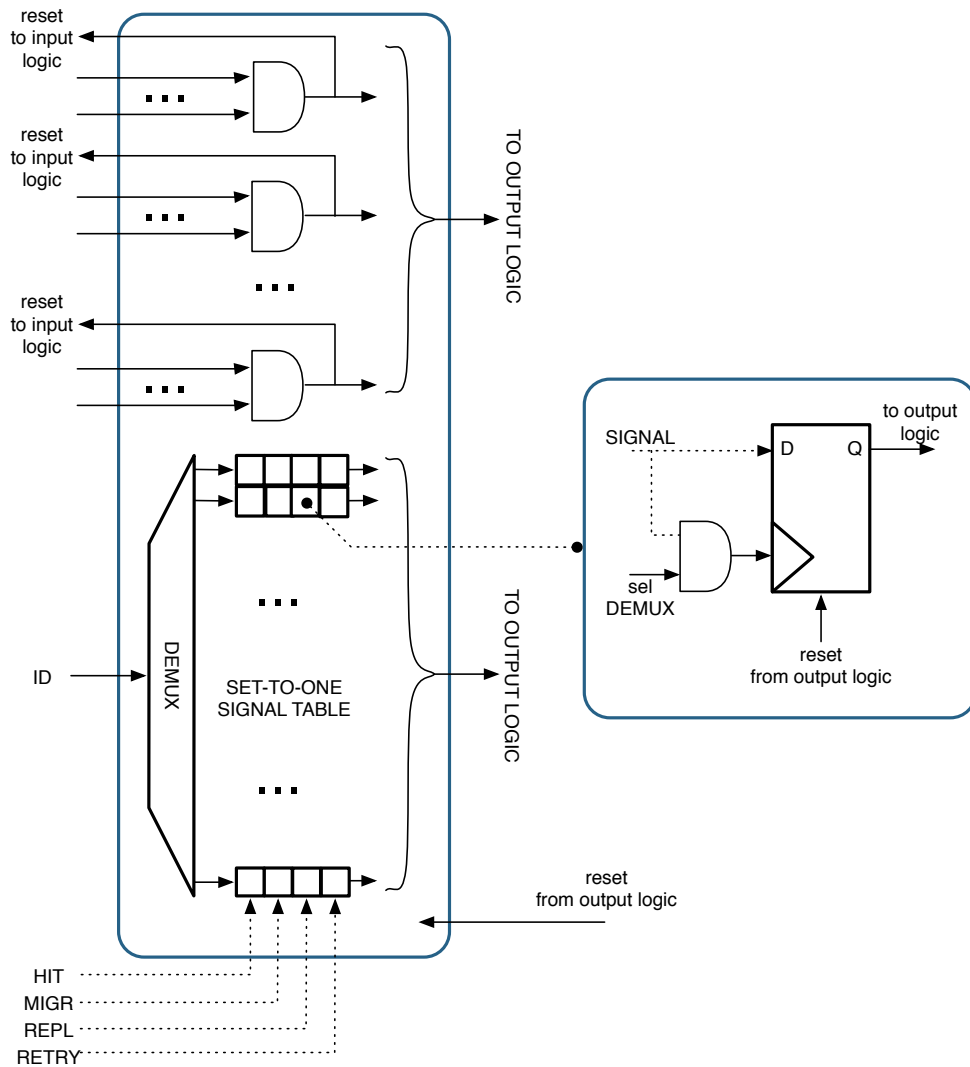 reset
to input
logic
reset
to input
logic
reset
to input
logic
TO OUTPUT LOGIC
to output
logic
SIGNAL
D
Q
sel
DEMUX
reset
from output logic
ID
DEMUX
SET-TO-ONE
SIGNAL TABLE
TO OUTPUT LOGIC
reset
from output logic
HIT
MIGR
REPL
RETRY